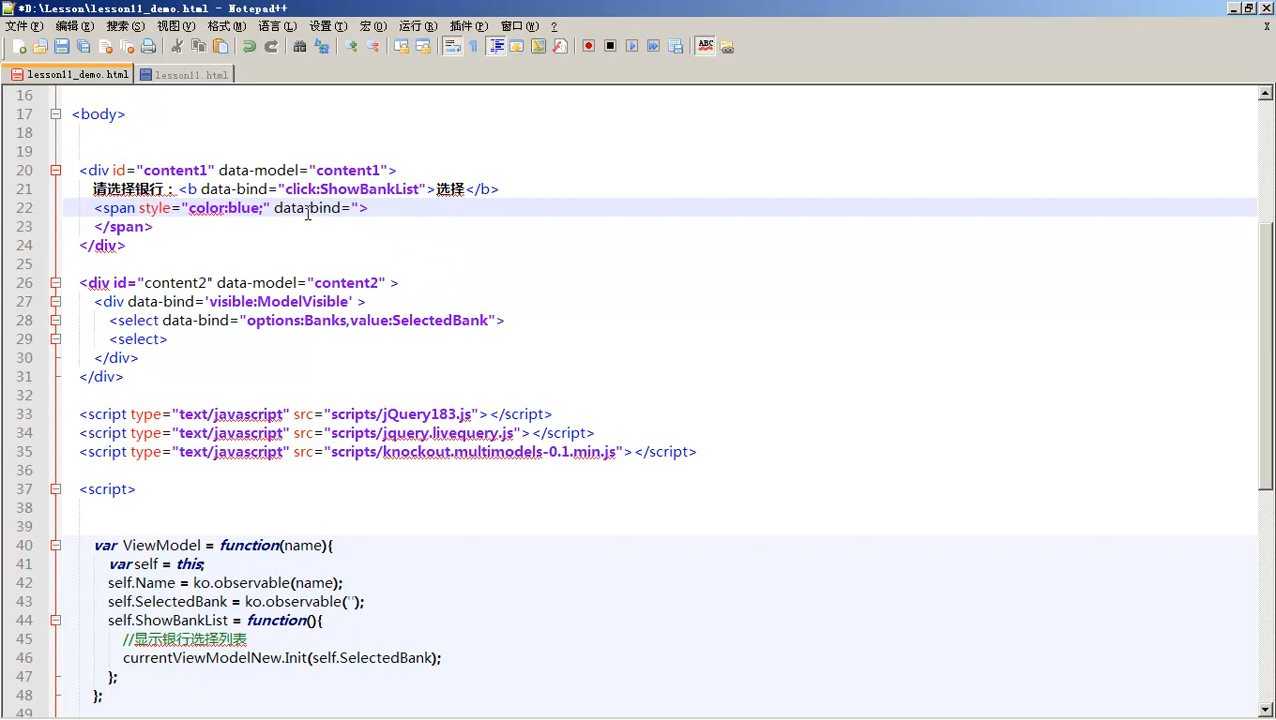 *D:\Lesson\lesson11_demo.html - Notepad++
文件(F) 编辑(E) 搜索(S) 视图(V) 格式(M) 语言(L) 设置(T) 宏(O) 运行(R) 插件(P) 窗口(W) ? X
ABC
lesson11_demo.html lesson11.html
16
17 <body>
18
19
20 <div id="content1" data-model="content1">
21 请选择银行：<b data-bind="click:ShowBankList">选择</b>
22 <span style="color:blue;" data-bind=">
23 </span>
24 </div>
25
26 <div id="content2" data-model="content2" >
27 <div data-bind='visible:ModelVisible' >
28 <select data-bind="options:Banks,value:SelectedBank">
29 <select>
30 </div>
31 </div>
32
33 <script type="text/javascript" src="scripts/jQuery183.js"></script>
34 <script type="text/javascript" src="scripts/jquery.livequery.js"></script>
35 <script type="text/javascript" src="scripts/knockout.multimodels-0.1.min.js"></script>
36
37 <script>
38
39
40 var ViewModel = function(name){
41 var self = this;
42 self.Name = ko.observable(name);
43 self.SelectedBank = ko.observable('');
44 self.ShowBankList = function(){
45 //显示银行选择列表
46 currentViewModelNew.Init(self.SelectedBank);
47 };
48 };
49